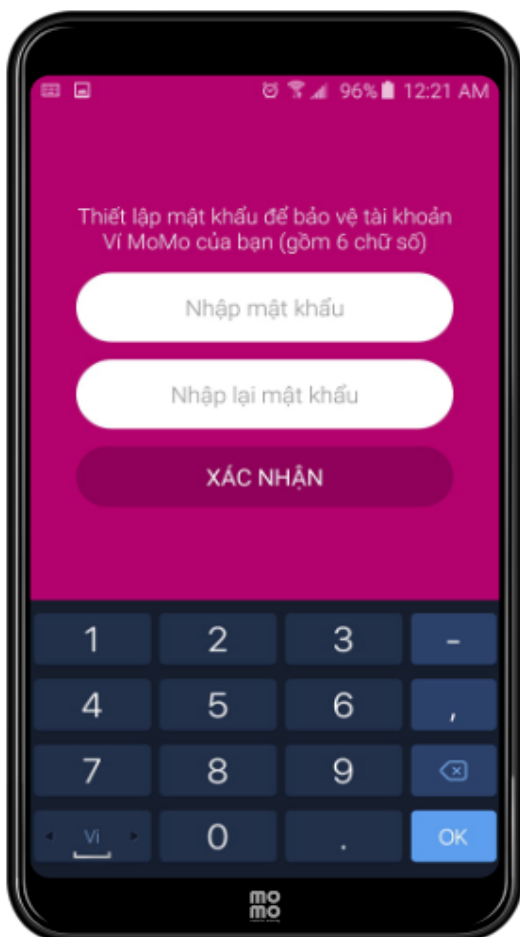 96% 12:21 AM
Thiết lập mật khẩu để bảo vệ tài khoản
Ví MoMo của bạn (gồm 6 chữ số)
Nhập mật khẩu
Nhập lại mật khẩu
XÁC NHẬN
1 2 3 -
4 5 6 ,
7 8 9
Vi 0 . OK
mo
mo